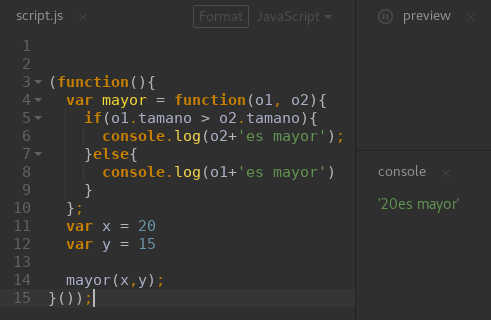 script.js × Format JavaScript
preview ×
1
2
3 (function(){
4 var mayor = function(o1, o2){
5 if(o1.tamano > o2.tamano){
6 console.log(o2+'es mayor');
7 }else{
8 console.log(o1+'es mayor')
9 }
10 };
11 var x = 20
12 var y = 15
13
14 mayor(x,y);
15 }());
console ×
'20es mayor'